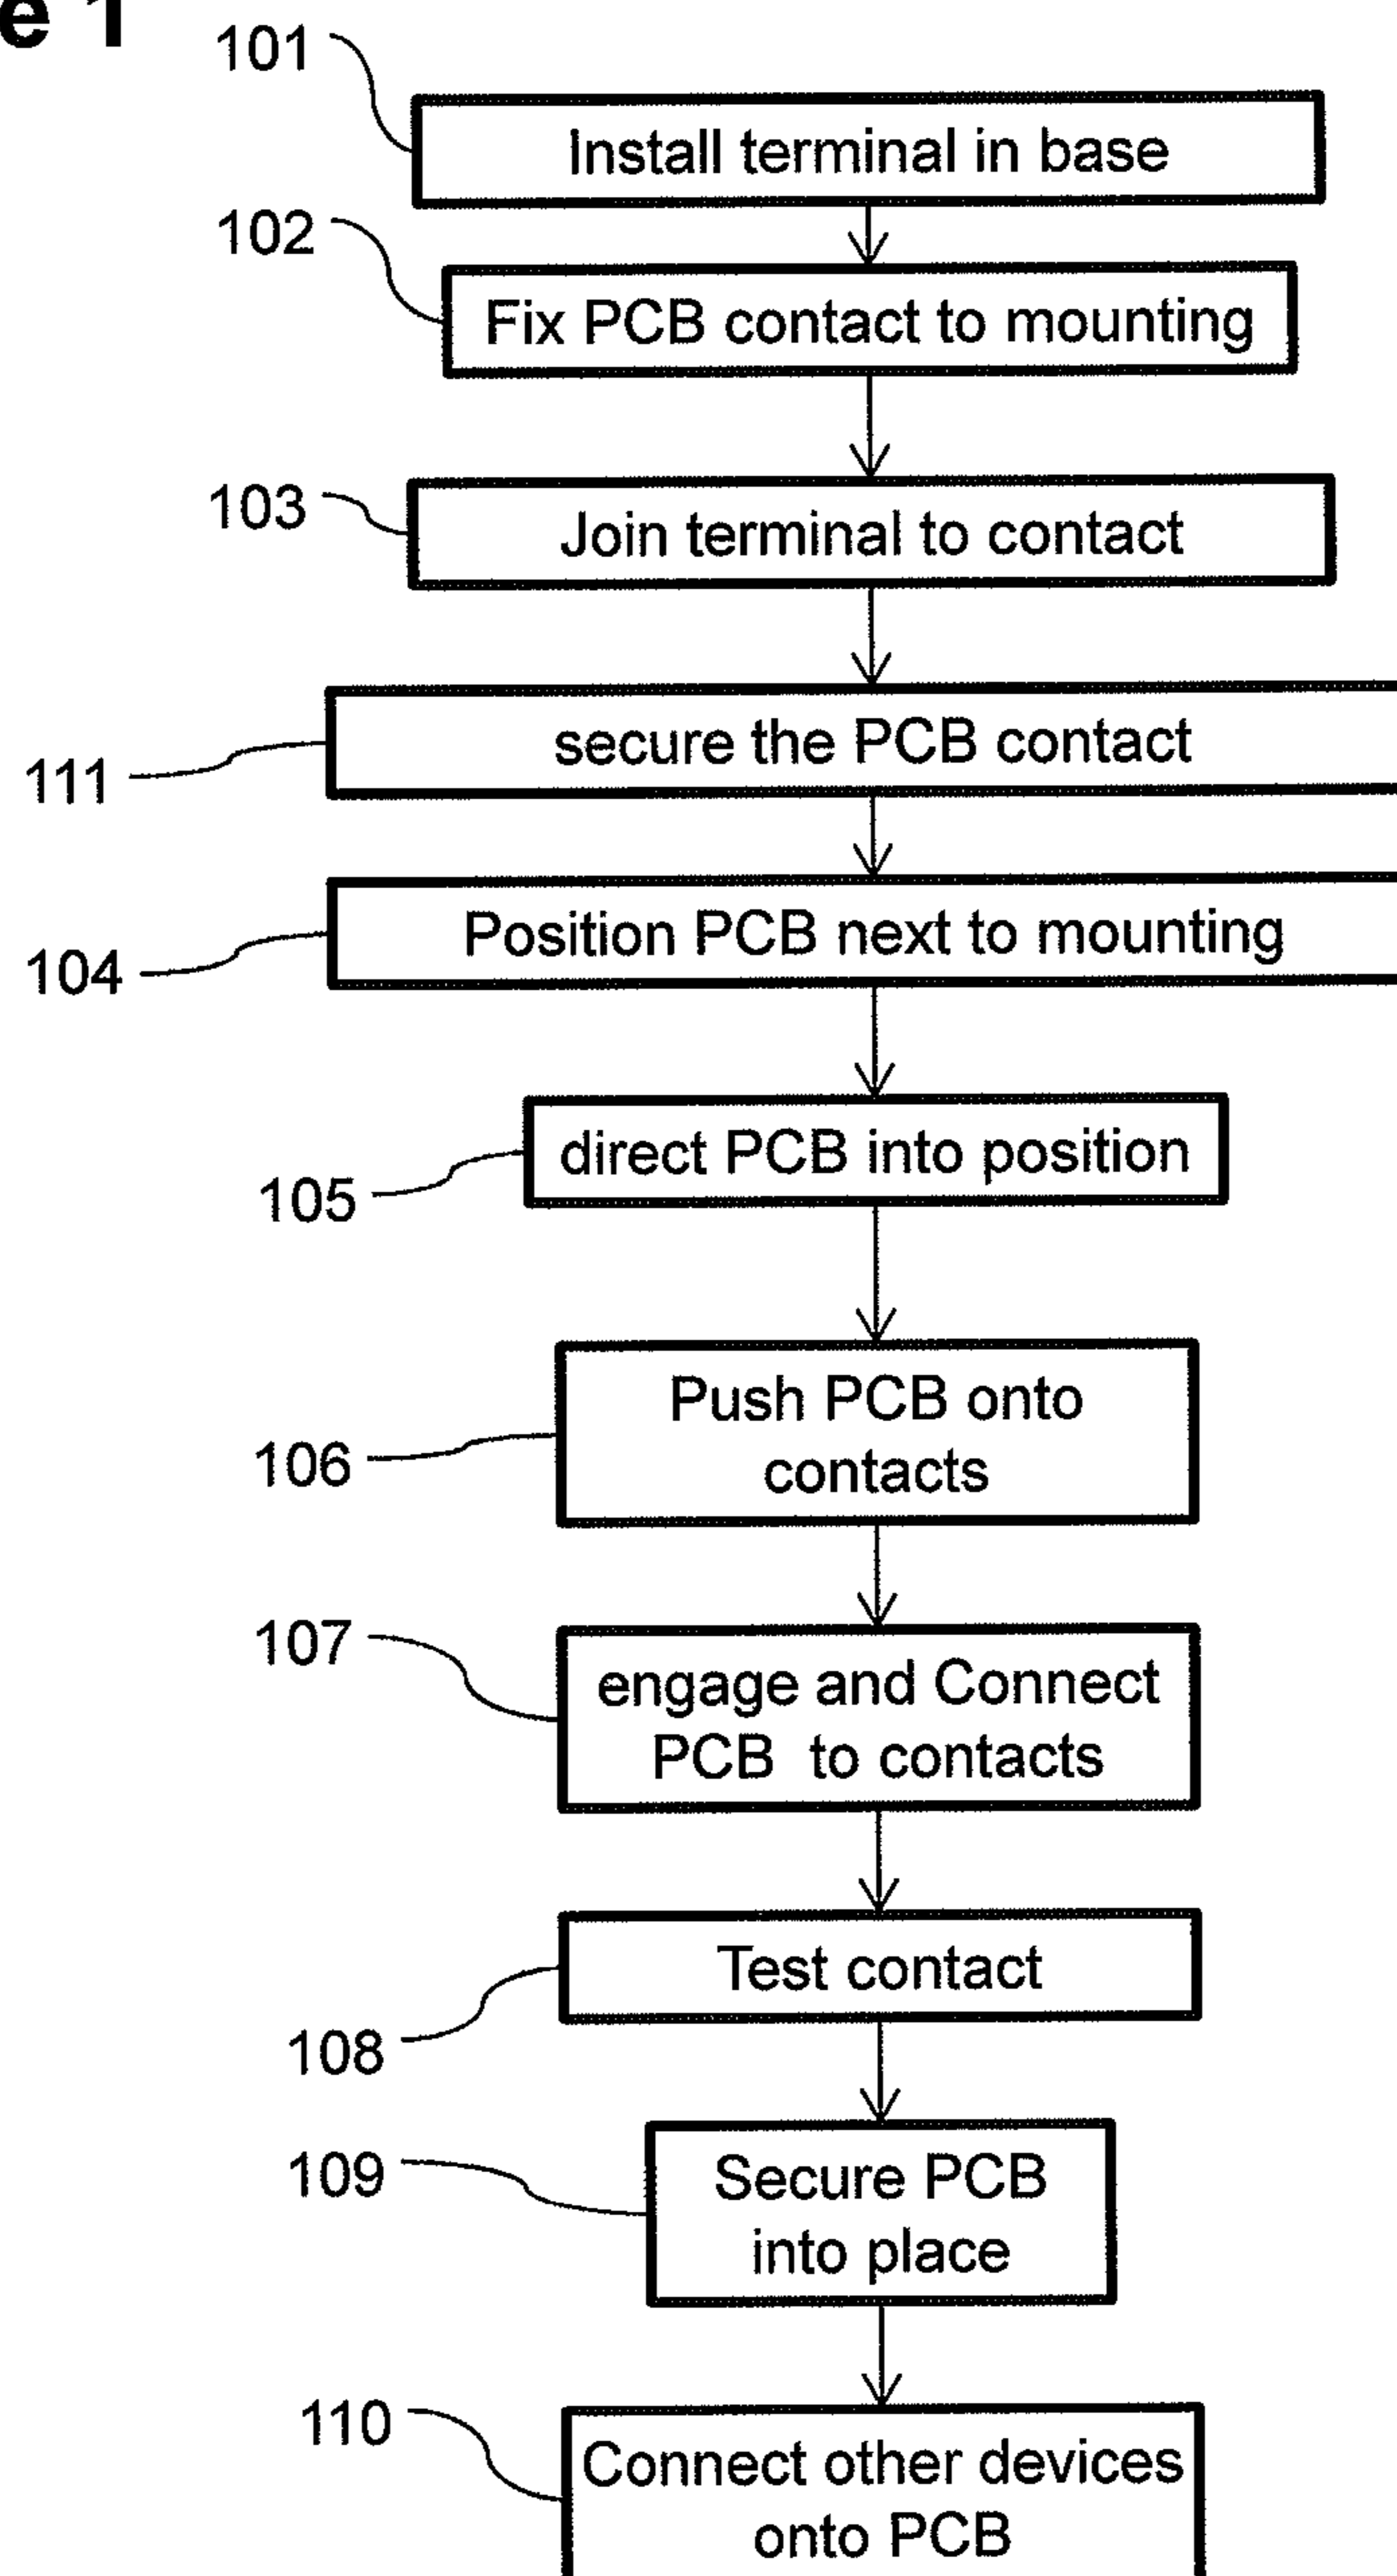 e 1
101
Install terminal in base
102
Fix PCB contact to mounting
103
Join terminal to contact
111
secure the PCB contact
104
Position PCB next to mounting
105
direct PCB into position
106
Push PCB onto
contacts
107
engage and Connect
PCB  to contacts
108
Test contact
109
Secure PCB
into place
110
Connect other devices
onto PCB